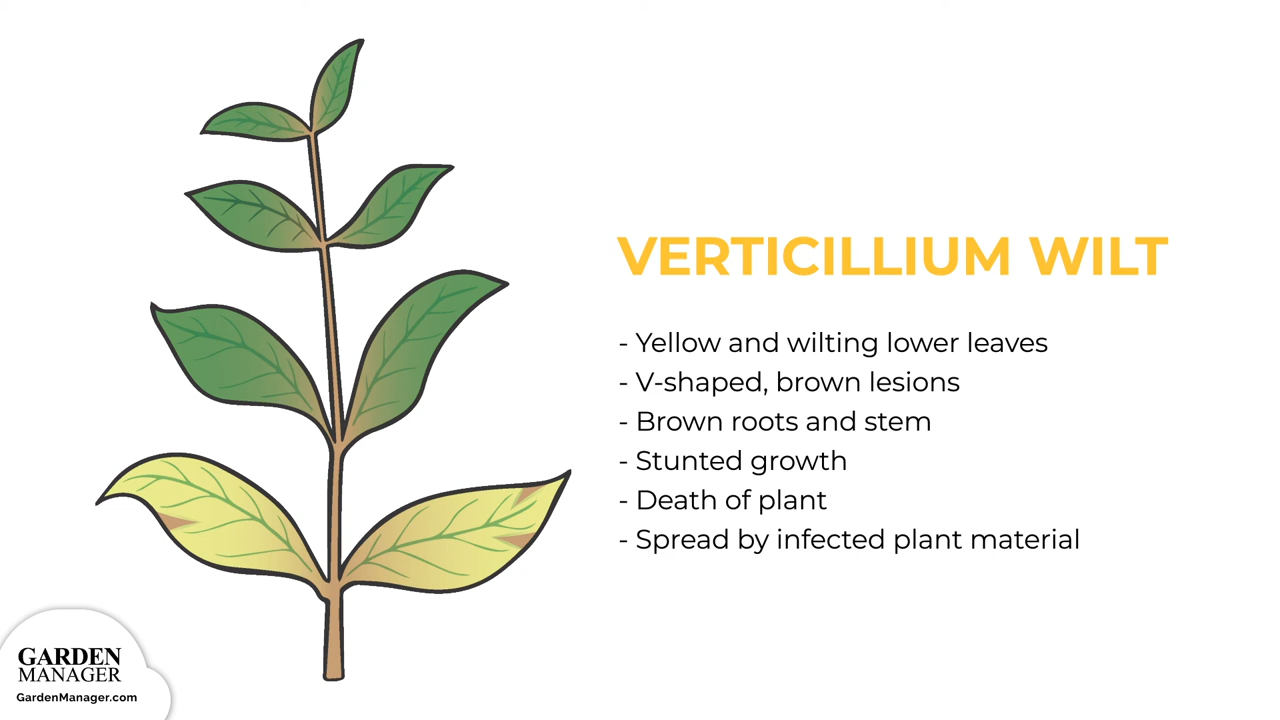 VERTICILLIUM WILT
- Yellow and wilting lower leaves
- V-shaped, brown lesions
- Brown roots and stem
- Stunted growth
- Death of plant
- Spread by infected plant material
GARDEN
MANAGER
GardenManager.com